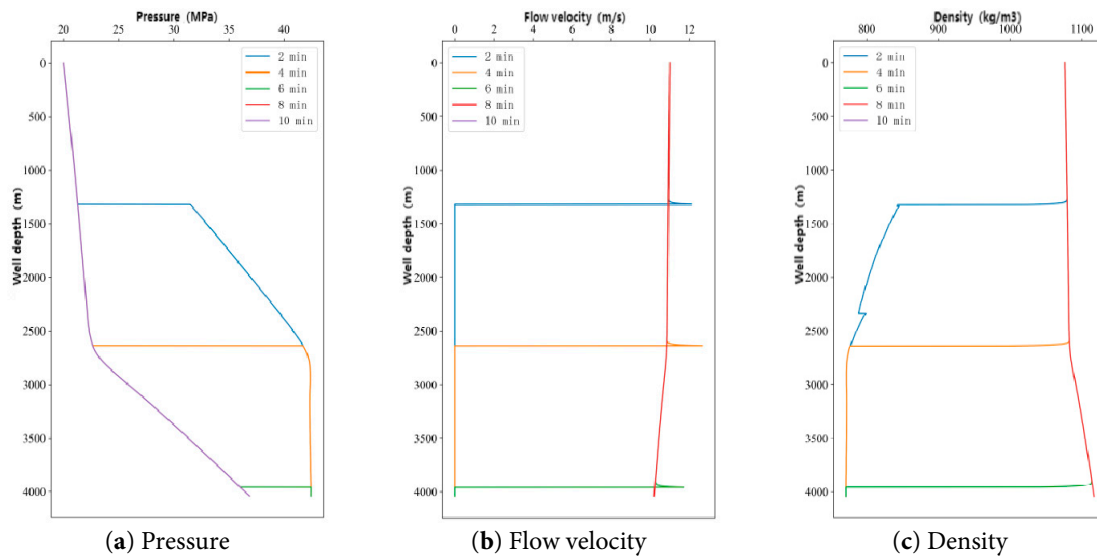 Pressure (MPa)
20 25 30 35 40
Well depth (m)
0
500
1000
1500
2000
2500
3000
3500
4000
2 min
4 min
6 min
8 min
10 min
(a) Pressure
Flow velocity (m/s)
0 2 4 6 8 10 12
Well depth (m)
0
500
1000
1500
2000
2500
3000
3500
4000
2 min
4 min
6 min
8 min
10 min
(b) Flow velocity
Density (kg/m3)
800 900 1000 1100
Well depth (m)
0
500
1000
1500
2000
2500
3000
3500
4000
2 min
4 min
6 min
8 min
10 min
(c) Density